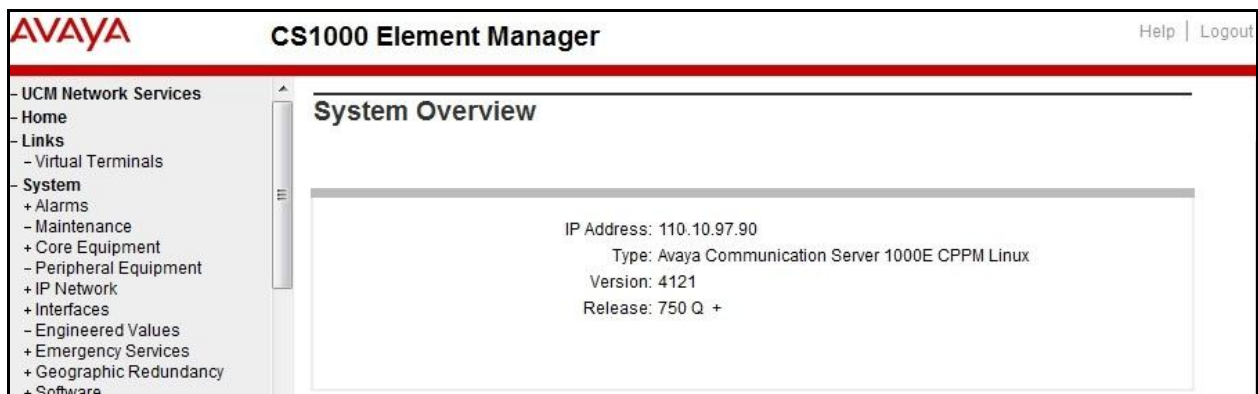 AVAYA
CS1000 Element Manager
Help | Logout
– UCM Network Services
– Home
– Links
– Virtual Terminals
– System
+ Alarms
– Maintenance
+ Core Equipment
– Peripheral Equipment
+ IP Network
+ Interfaces
– Engineered Values
+ Emergency Services
+ Geographic Redundancy
+ Software
System Overview
IP Address: 110.10.97.90
Type: Avaya Communication Server 1000E CPPM Linux
Version: 4121
Release: 750 Q +